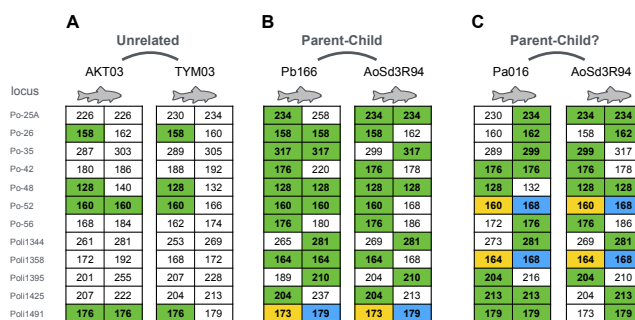 A B C
Unrelated Parent-Child Parent-Child?
AKT03 TYM03 Pb166 AoSd3R94 Pa016 AoSd3R94
locus
Po-25A 226 226 230 234 234 258 234 234 230 234 234 234
Po-26 158 162 158 160 158 158 158 162 160 162 158 162
Po-35 287 303 289 305 317 317 299 317 289 299 299 317
Po-42 180 186 188 192 176 220 176 178 176 176 176 178
Po-48 128 140 128 132 128 128 128 128 128 132 128 128
Po-52 160 160 160 166 160 160 160 168 160 168 160 168
Po-56 168 184 162 174 176 180 176 186 172 176 176 186
Poli1344 261 281 253 269 265 281 269 281 273 281 269 281
Poli1358 172 192 168 172 164 164 164 168 164 168 164 168
Poli1395 201 255 207 228 189 210 204 210 204 216 204 210
Poli1425 207 222 204 213 204 237 204 213 213 213 204 213
Poli1491 176 176 176 179 173 179 173 179 179 179 173 179